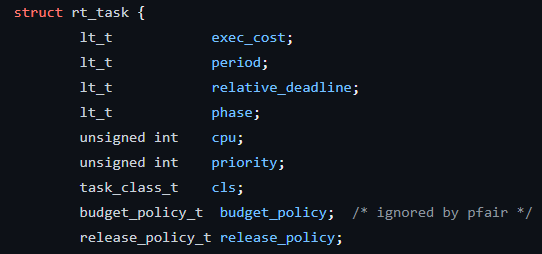 struct rt_task {
lt_t exec_cost;
lt_t period;
lt_t relative_deadline;
lt_t phase;
unsigned int cpu;
unsigned int priority;
task_class_t cls;
budget_policy_t budget_policy; /* ignored by pfair */
release_policy_t release_policy;